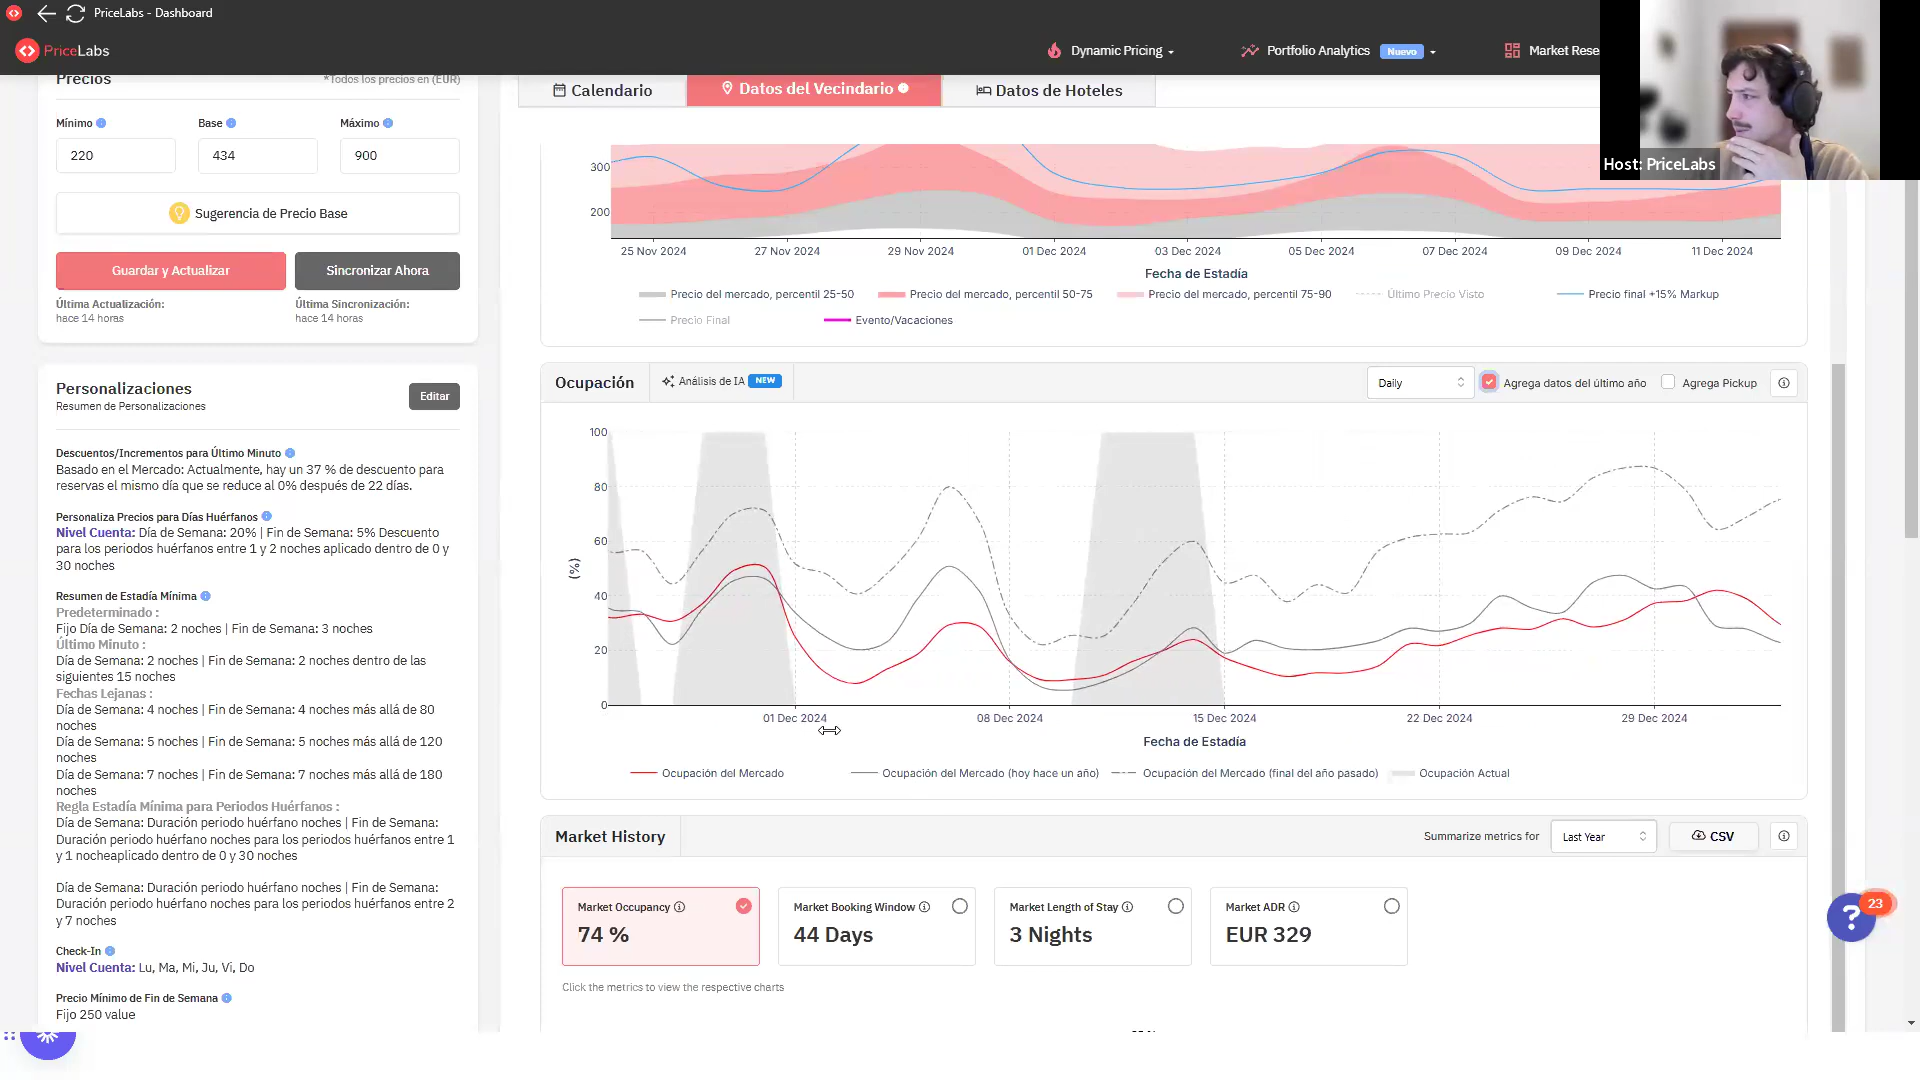 PriceLabs - Dashboard
PriceLabs
Dynamic Pricing
Portfolio Analytics
Nuevo
Market Rese
Host: PriceLabs
Precios
*Todos los precios en (EUR)
Mínimo
Base
Máximo
220
434
900
Sugerencia de Precio Base
Guardar y Actualizar
Sincronizar Ahora
Última Actualización:
hace 14 horas
Última Sincronización:
hace 14 horas
Personalizaciones
Resumen de Personalizaciones
Editar
Descuentos/Incrementos para Último Minuto
Basado en el Mercado: Actualmente, hay un 37 % de descuento para
reservas el mismo día que se reduce al 0% después de 22 días.
Personaliza Precios para Días Huérfanos
Nivel Cuenta: Día de Semana: 20% | Fin de Semana: 5% Descuento
para los periodos huérfanos entre 1 y 2 noches aplicado dentro de 0 y
30 noches
Resumen de Estadía Mínima
Predeterminado :
Fijo Día de Semana: 2 noches | Fin de Semana: 3 noches
Último Minuto :
Día de Semana: 2 noches | Fin de Semana: 2 noches dentro de las
siguientes 15 noches
Fechas Lejanas :
Día de Semana: 4 noches | Fin de Semana: 4 noches más allá de 80
noches
Día de Semana: 5 noches | Fin de Semana: 5 noches más allá de 120
noches
Día de Semana: 7 noches | Fin de Semana: 7 noches más allá de 180
noches
Regla Estadía Mínima para Periodos Huérfanos :
Día de Semana: Duración periodo huérfano noches | Fin de Semana:
Duración periodo huérfano noches para los periodos huérfanos entre 1
y 1 nocheaplicado dentro de 0 y 30 noches
Día de Semana: Duración periodo huérfano noches | Fin de Semana:
Duración periodo huérfano noches para los periodos huérfanos entre 2
y 7 noches
Check-In
Nivel Cuenta: Lu, Ma, Mi, Ju, Vi, Do
Precio Mínimo de Fin de Semana
Fijo 250 value
Calendario
Datos del Vecindario
Datos de Hoteles
300
200
25 Nov 2024
27 Nov 2024
29 Nov 2024
01 Dec 2024
03 Dec 2024
05 Dec 2024
07 Dec 2024
09 Dec 2024
11 Dec 2024
Fecha de Estadía
Precio del mercado, percentil 25-50
Precio del mercado, percentil 50-75
Precio del mercado, percentil 75-90
Último Precio Visto
Precio final +15% Markup
Precio Final
Evento/Vacaciones
Ocupación
Análisis de IA
NEW
Daily
Agrega datos del último año
Agrega Pickup
100
80
60
40
20
0
(%)
01 Dec 2024
08 Dec 2024
15 Dec 2024
22 Dec 2024
29 Dec 2024
Fecha de Estadía
Ocupación del Mercado
Ocupación del Mercado (hoy hace un año)
Ocupación del Mercado (final del año pasado)
Ocupación Actual
Market History
Summarize metrics for
Last Year
CSV
Market Occupancy
74 %
Market Booking Window
44 Days
Market Length of Stay
3 Nights
Market ADR
EUR 329
Click the metrics to view the respective charts
23
?